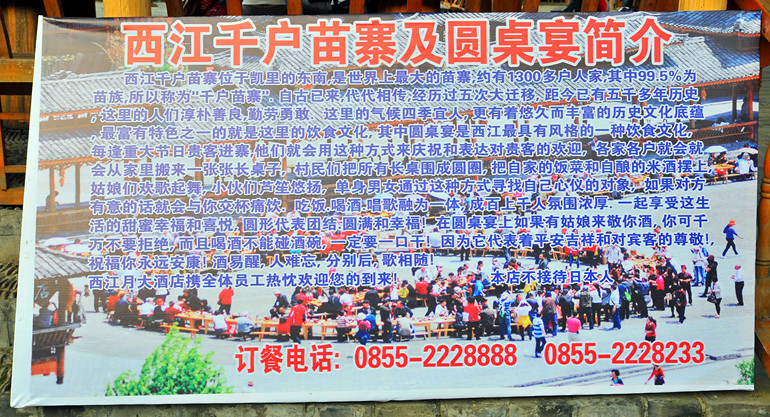 西江千户苗寨及圆桌宴简介
西江千户苗寨位于凯里的东南,是世界上最大的苗寨,约有1300多户人家,其中99.5%为
苗族,所以称为"千户苗寨".自古已来,代代相传,经历过五次大迁移,距今已有五千多年历史
,这里的人们淳朴善良,勤劳勇敢、这里的气候四季宜人,更有着悠久而丰富的历史文化底蕴
,最富有特色之一的就是这里的饮食文化,其中圆桌宴是西江最具有风格的一种饮食文化,
每逢重大节日贵客进寨,他们就会用这种方式来庆祝和表达对贵客的欢迎,各家各户就会就
会从家里搬来一张张长桌子,村民们把所有长桌围成圆圈,把自家的饭菜和自酿的米酒摆上,
姑娘们欢歌起舞,小伙们芦笙悠扬,单身男女通过这种方式寻找自己心仪的对象,如果对方
有意的话就会与你交杯痛饮、吃饭,喝酒,唱歌融为一体,成百上千人氛围浓厚.一起享受这生
活的甜蜜幸福和喜悦,圆形代表团结,圆满和幸福!在圆桌宴上如果有姑娘来敬你酒,你可千
万不要拒绝,而且喝酒不能碰酒碗,一定要一口干!因为它代表着平安吉祥和对宾客的尊敬!,
祝福你永远安康!酒易醒,人难忘,分别后,歌相随!
西江月大酒店携全体员工热忱欢迎您的到来! 本店不接待日本人
订餐电话: 0855-2228888 0855-2228233